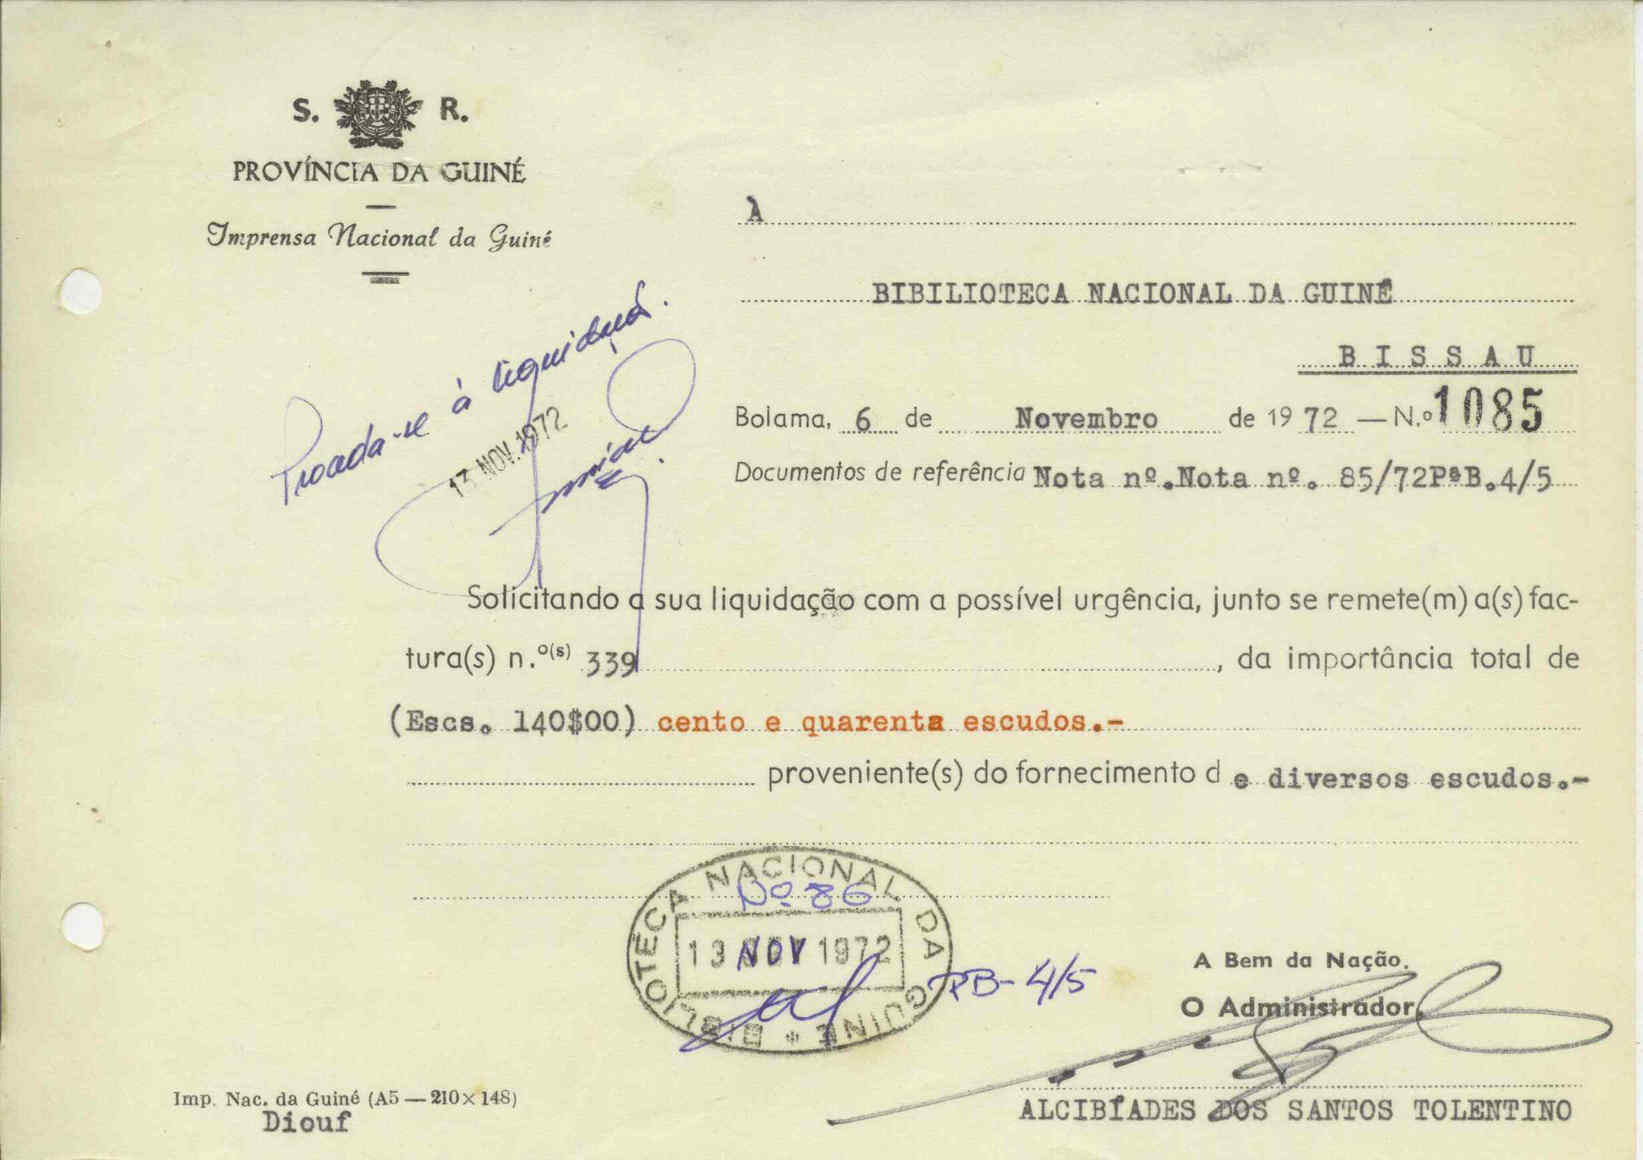 S. R.
PROVÍNCIA DA GUINÉ
Imprensa Nacional da Guiné
À
BIBILIOTECA NACIONAL DA GUINÉ
BISSAU
Bolama, 6 de Novembro de 1972 — N.º 1085
Documentos de referência Nota nº.Nota nº. 85/72PªB.4/5
Proceda-se à liquidação.
13 NOV. 1972
Solicitando a sua liquidação com a possível urgência, junto se remete(m) a(s) fac-
tura(s) n.º(s) 339, da importância total de
(Escs. 140$00) cento e quarenta escudos.-
proveniente(s) do fornecimento d e diversos escudos.-
BIBLIOTECA NACIONAL DA GUINÉ *
Nº 86
13 NOV 1972
PB- 4/5
A Bem da Nação.
O Administrador,
ALCIBÍADES DOS SANTOS TOLENTINO
Imp. Nac. da Guiné (A5 — 210 × 148)
Diouf